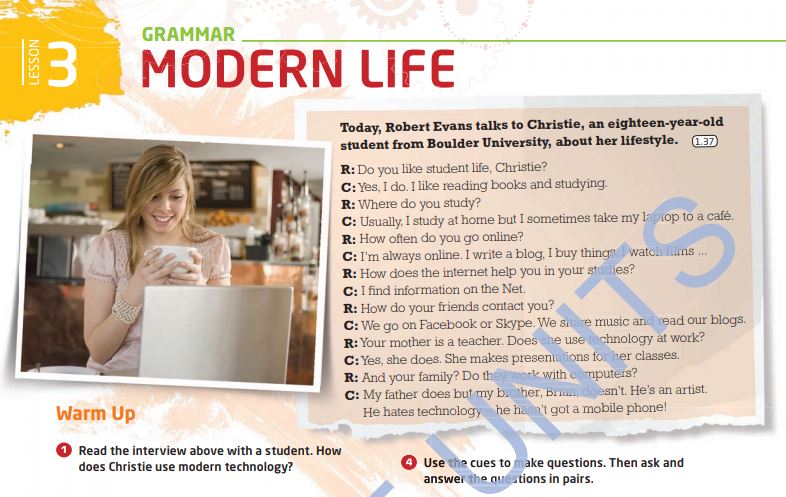 LESSON 3
GRAMMAR
MODERN LIFE
Today, Robert Evans talks to Christie, an eighteen-year-old
student from Boulder University, about her lifestyle. 1.37
R: Do you like student life, Christie?
C: Yes, I do. I like reading books and studying.
R: Where do you study?
C: Usually, I study at home but I sometimes take my laptop to a café.
R: How often do you go online?
C: I'm always online. I write a blog, I buy things, I watch films ...
R: How does the internet help you in your studies?
C: I find information on the Net.
R: How do your friends contact you?
C: We go on Facebook or Skype. We share music and read our blogs.
R: Your mother is a teacher. Does she use technology at work?
C: Yes, she does. She makes presentations for her classes.
R: And your family? Do they work with computers?
C: My father does but my brother, Brian, doesn't. He's an artist.
He hates technology – he hasn't got a mobile phone!
Warm Up
1 Read the interview above with a student. How
does Christie use modern technology?
4 Use the cues to make questions. Then ask and
answer the questions in pairs.
UNITS